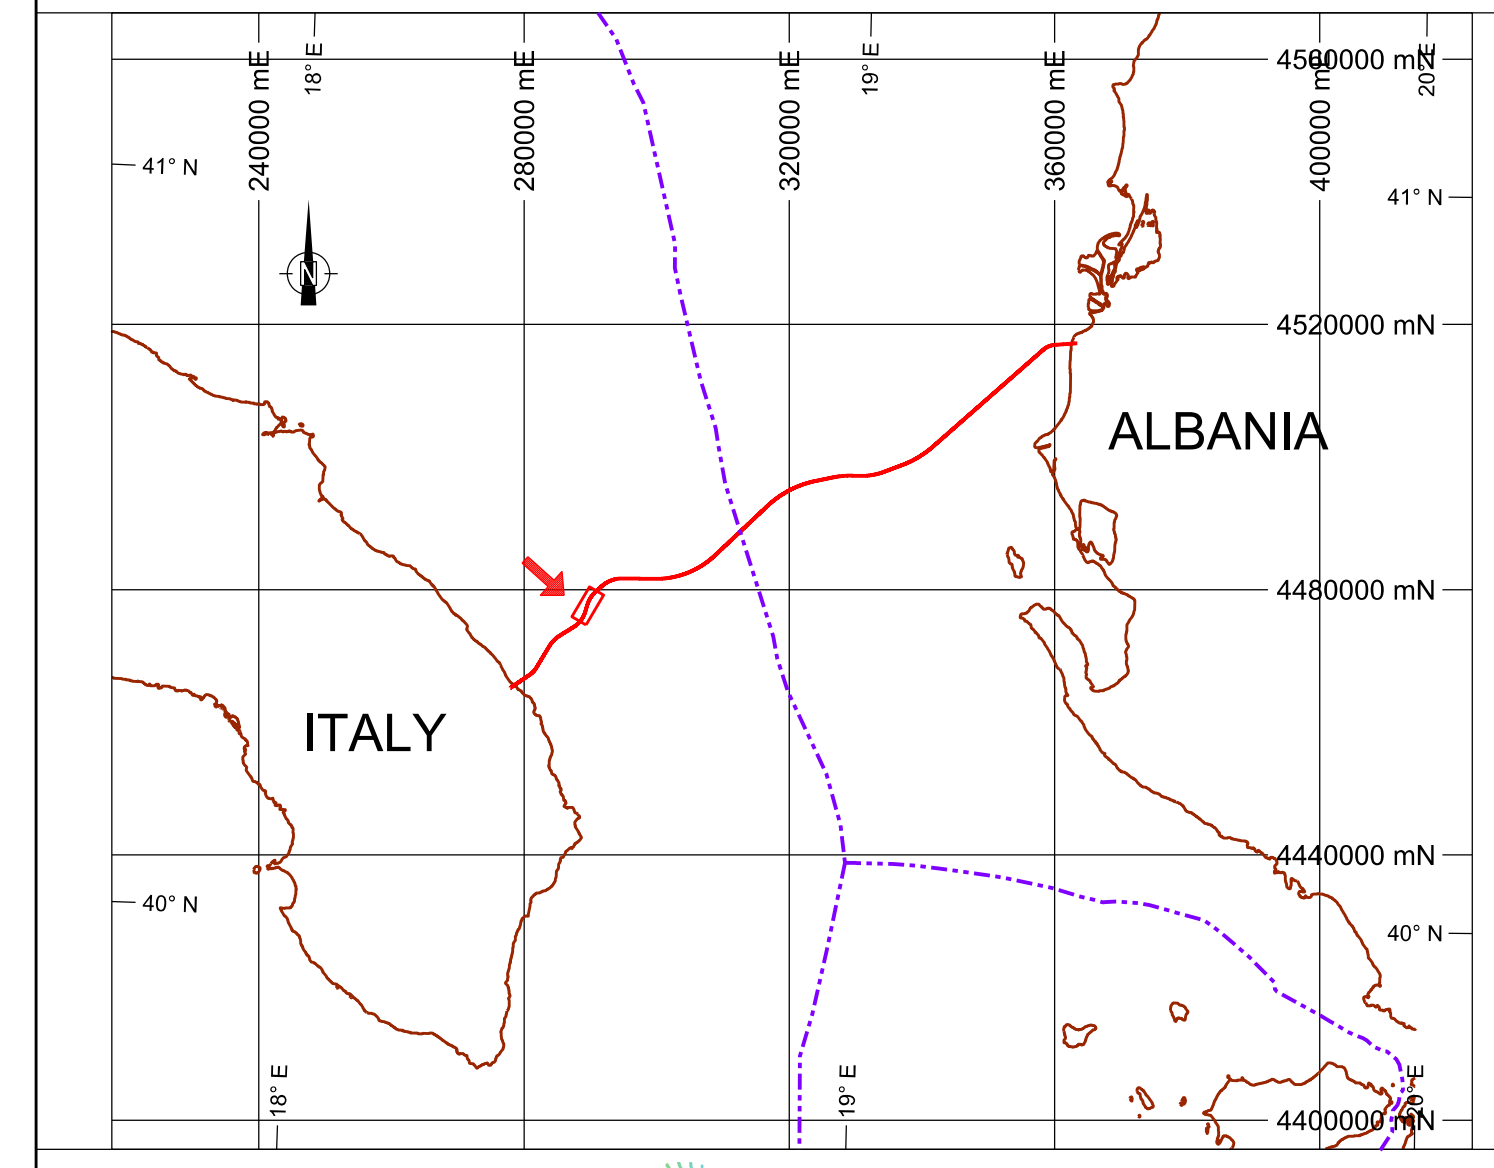 18° E
19° E
20° E
240000 mE
280000 mE
320000 mE
360000 mE
400000 mE
4560000 mN
41° N
41° N
N
4520000 mN
ALBANIA
4480000 mN
ITALY
4440000 mN
40° N
40° N
18° E
19° E
20° E
4400000 mN